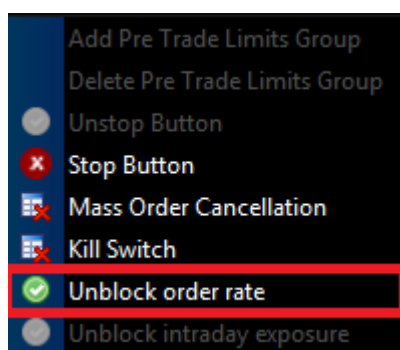 Add Pre Trade Limits Group
Delete Pre Trade Limits Group
Unstop Button
Stop Button
Mass Order Cancellation
Kill Switch
Unblock order rate
Unblock intraday exposure